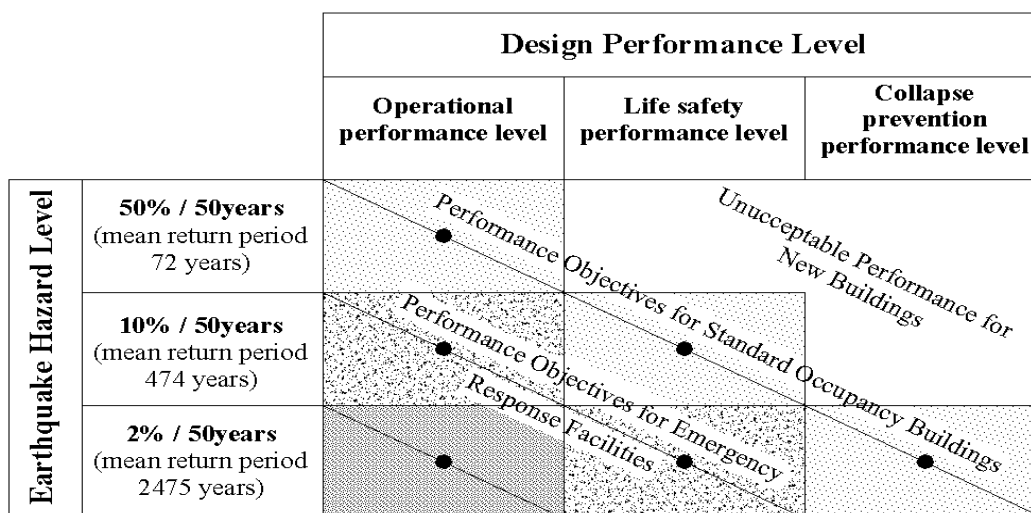 Design Performance Level
Operational
performance level
Life safety
performance level
Collapse
prevention
performance level
Earthquake Hazard Level
50% / 50years
(mean return period
72 years)
10% / 50years
(mean return period
474 years)
2% / 50years
(mean return period
2475 years)
Unucceptable Performance for
New Buildings
Performance Objectives for Standard Occupancy Buildings
Performance Objectives for Emergency
Response Facilities